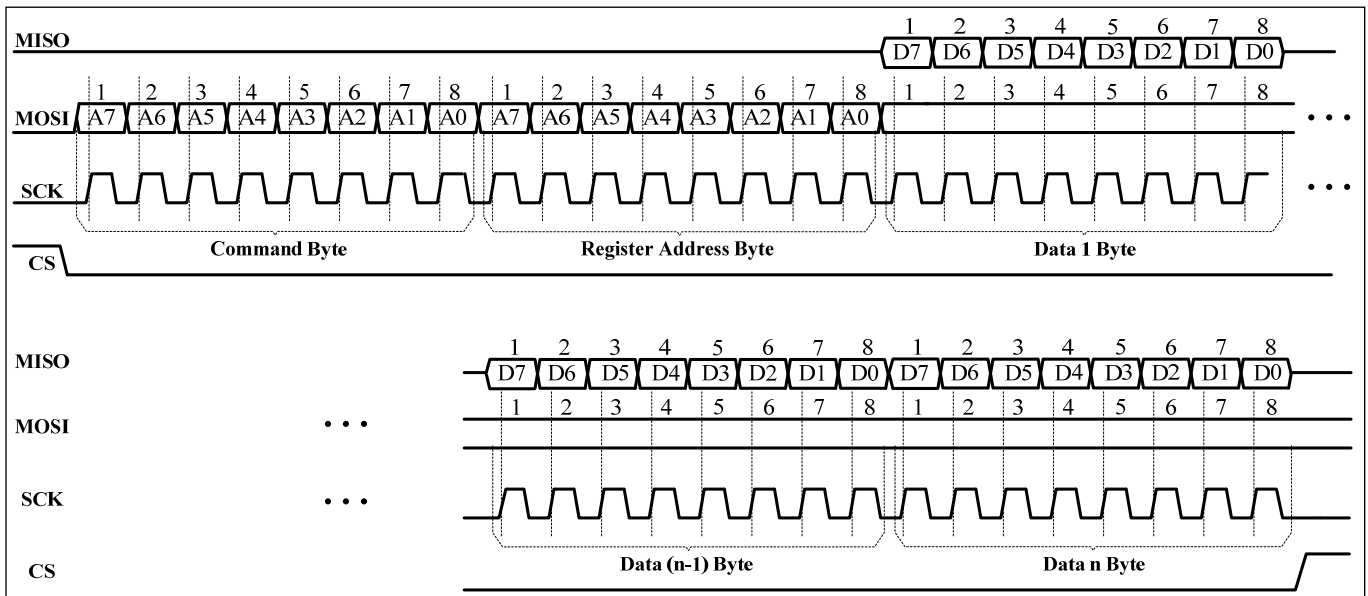 1 2 3 4 5 6 7 8
MISO D7 D6 D5 D4 D3 D2 D1 D0
1 2 3 4 5 6 7 8 1 2 3 4 5 6 7 8 1 2 3 4 5 6 7 8
MOSI A7 A6 A5 A4 A3 A2 A1 A0 A7 A6 A5 A4 A3 A2 A1 A0 • • •
SCK • • •
Command Byte Register Address Byte Data 1 Byte
CS
1 2 3 4 5 6 7 8 1 2 3 4 5 6 7 8
MISO D7 D6 D5 D4 D3 D2 D1 D0 D7 D6 D5 D4 D3 D2 D1 D0
1 2 3 4 5 6 7 8 1 2 3 4 5 6 7 8
MOSI • • •
SCK • • •
Data (n-1) Byte Data n Byte
CS